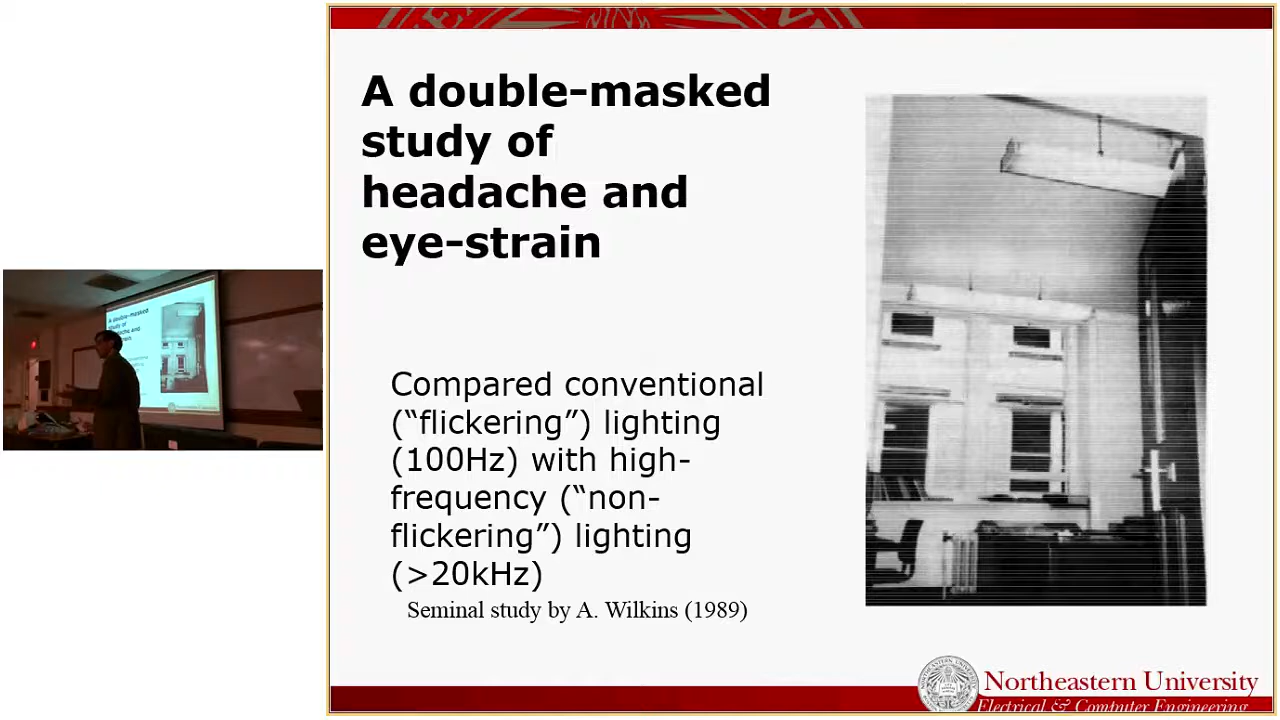 A double-masked
study of
headache and
eye-strain
Compared conventional
(“flickering”) lighting
(100Hz) with high-
frequency (“non-
flickering”) lighting
(>20kHz)
Seminal study by A. Wilkins (1989)
Northeastern University
Electrical & Computer Engineering